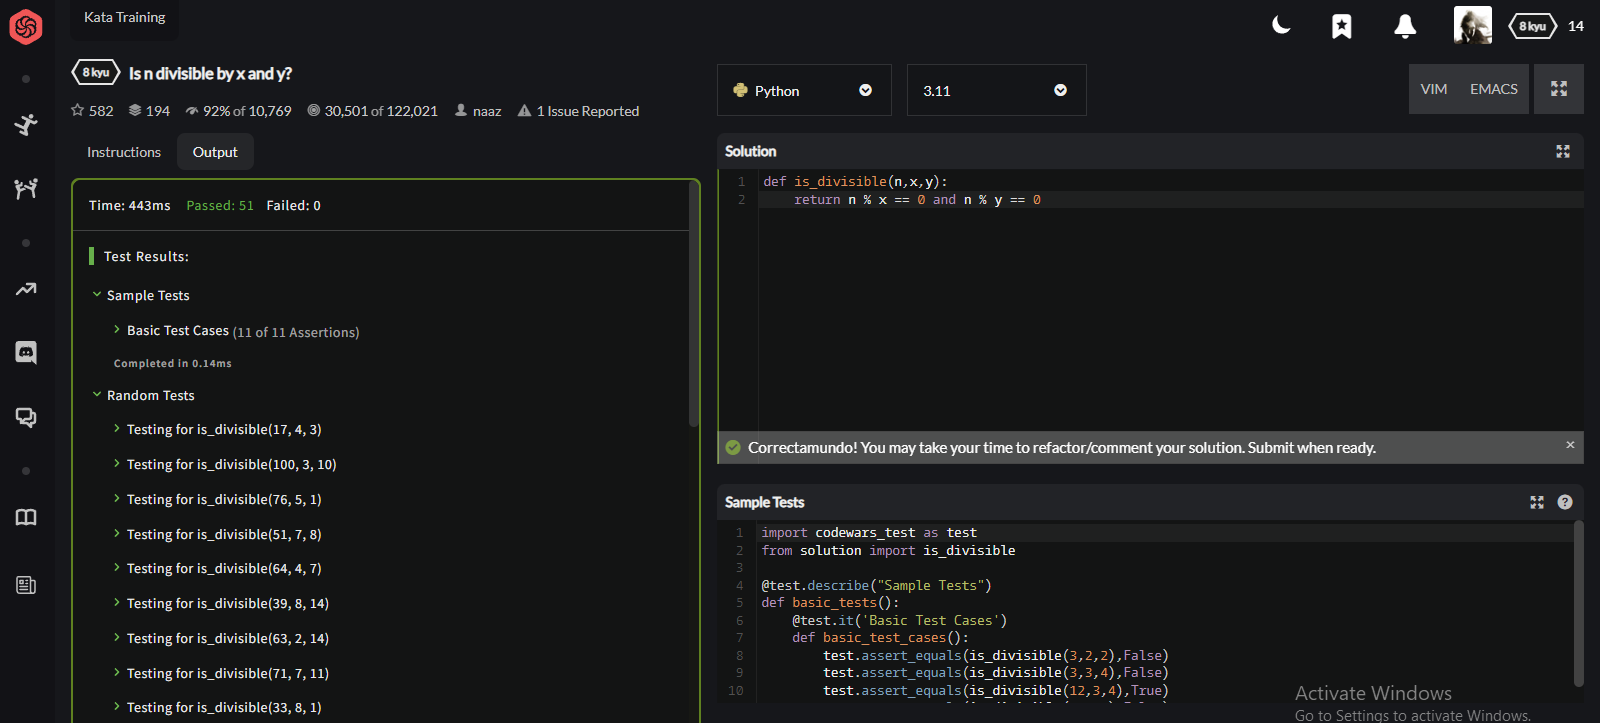 Kata Training
8 kyu
14
8 kyu Is n divisible by x and y?
582 194 92% of 10,769 30,501 of 122,021 naaz 1 Issue Reported
Instructions Output
Time: 443ms Passed: 51 Failed: 0
Test Results:
Sample Tests
Basic Test Cases (11 of 11 Assertions)
Completed in 0.14ms
Random Tests
Testing for is_divisible(17, 4, 3)
Testing for is_divisible(100, 3, 10)
Testing for is_divisible(76, 5, 1)
Testing for is_divisible(51, 7, 8)
Testing for is_divisible(64, 4, 7)
Testing for is_divisible(39, 8, 14)
Testing for is_divisible(63, 2, 14)
Testing for is_divisible(71, 7, 11)
Testing for is_divisible(33, 8, 1)
Python 3.11 VIM EMACS
Solution
1 def is_divisible(n,x,y):
2 return n % x == 0 and n % y == 0
Correctamundo! You may take your time to refactor/comment your solution. Submit when ready. ×
Sample Tests ?
1 import codewars_test as test
2 from solution import is_divisible
3
4 @test.describe("Sample Tests")
5 def basic_tests():
6 @test.it('Basic Test Cases')
7 def basic_test_cases():
8 test.assert_equals(is_divisible(3,2,2),False)
9 test.assert_equals(is_divisible(3,3,4),False)
10 test.assert_equals(is_divisible(12,3,4),True)
Activate Windows
Go to Settings to activate Windows.